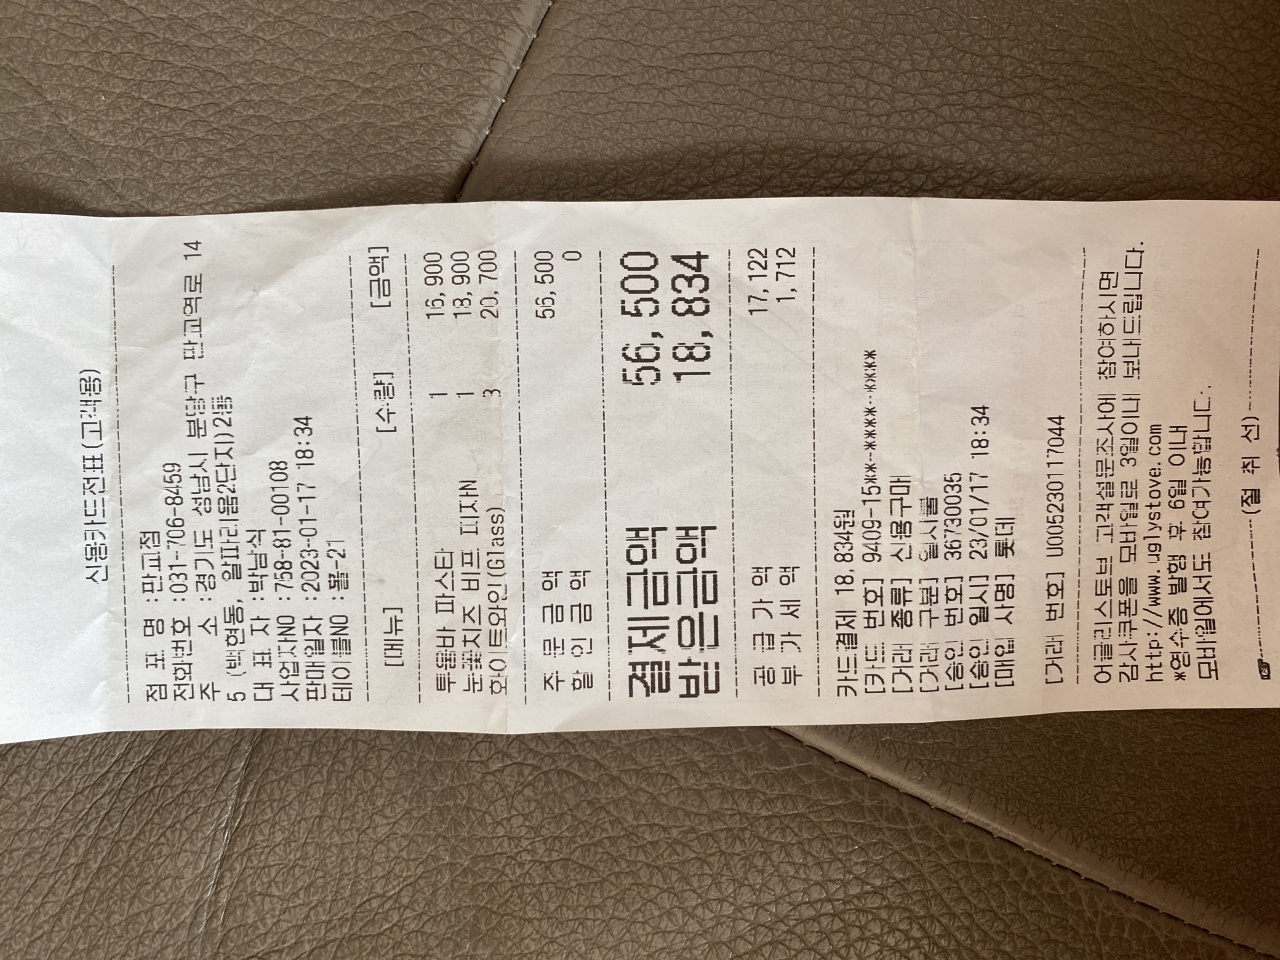 신용카드전표(고객용)
점 포 명 :판교점
전화번호 :031-706-8459
주 소 :경기도 성남시 분당구 판교역로 14
5 (백현동, 알파리움2단지)2동
대 표 자 :박남식
사업자NO :758-81-00108
판매일자 :2023-01-17 18:34
테이블NO :홀-21
[메뉴] [수량] [금액]
투움바 파스타 1 16,900
눈꽃치즈 비프 피자N 1 18,900
화이트와인(Glass) 3 20,700
주 문 금 액 56,500
할 인 금 액 0
결제금액 56,500
받은금액 18,834
공 급 가 액 17,122
부 가 세 액 1,712
카드결제 18,834원
[카드 번호] 9409-15**-****-****
[거래 종류] 신용구매
[거래 구분] 일시불
[승인 번호] 36730035
[승인 일시] 23/01/17 18:34
[매입 사명] 롯데
[거래 번호] U00523011704​4
어글리스토브 고객설문조사에 참여하시면
감사쿠폰을 모바일로 3일이내 보내드립니다.
http://www.uglystove.com
*영수증 발행 후 6일 이내
모바일에서도 참여가능합니다.
☞-----------------(절 취 선)-----------